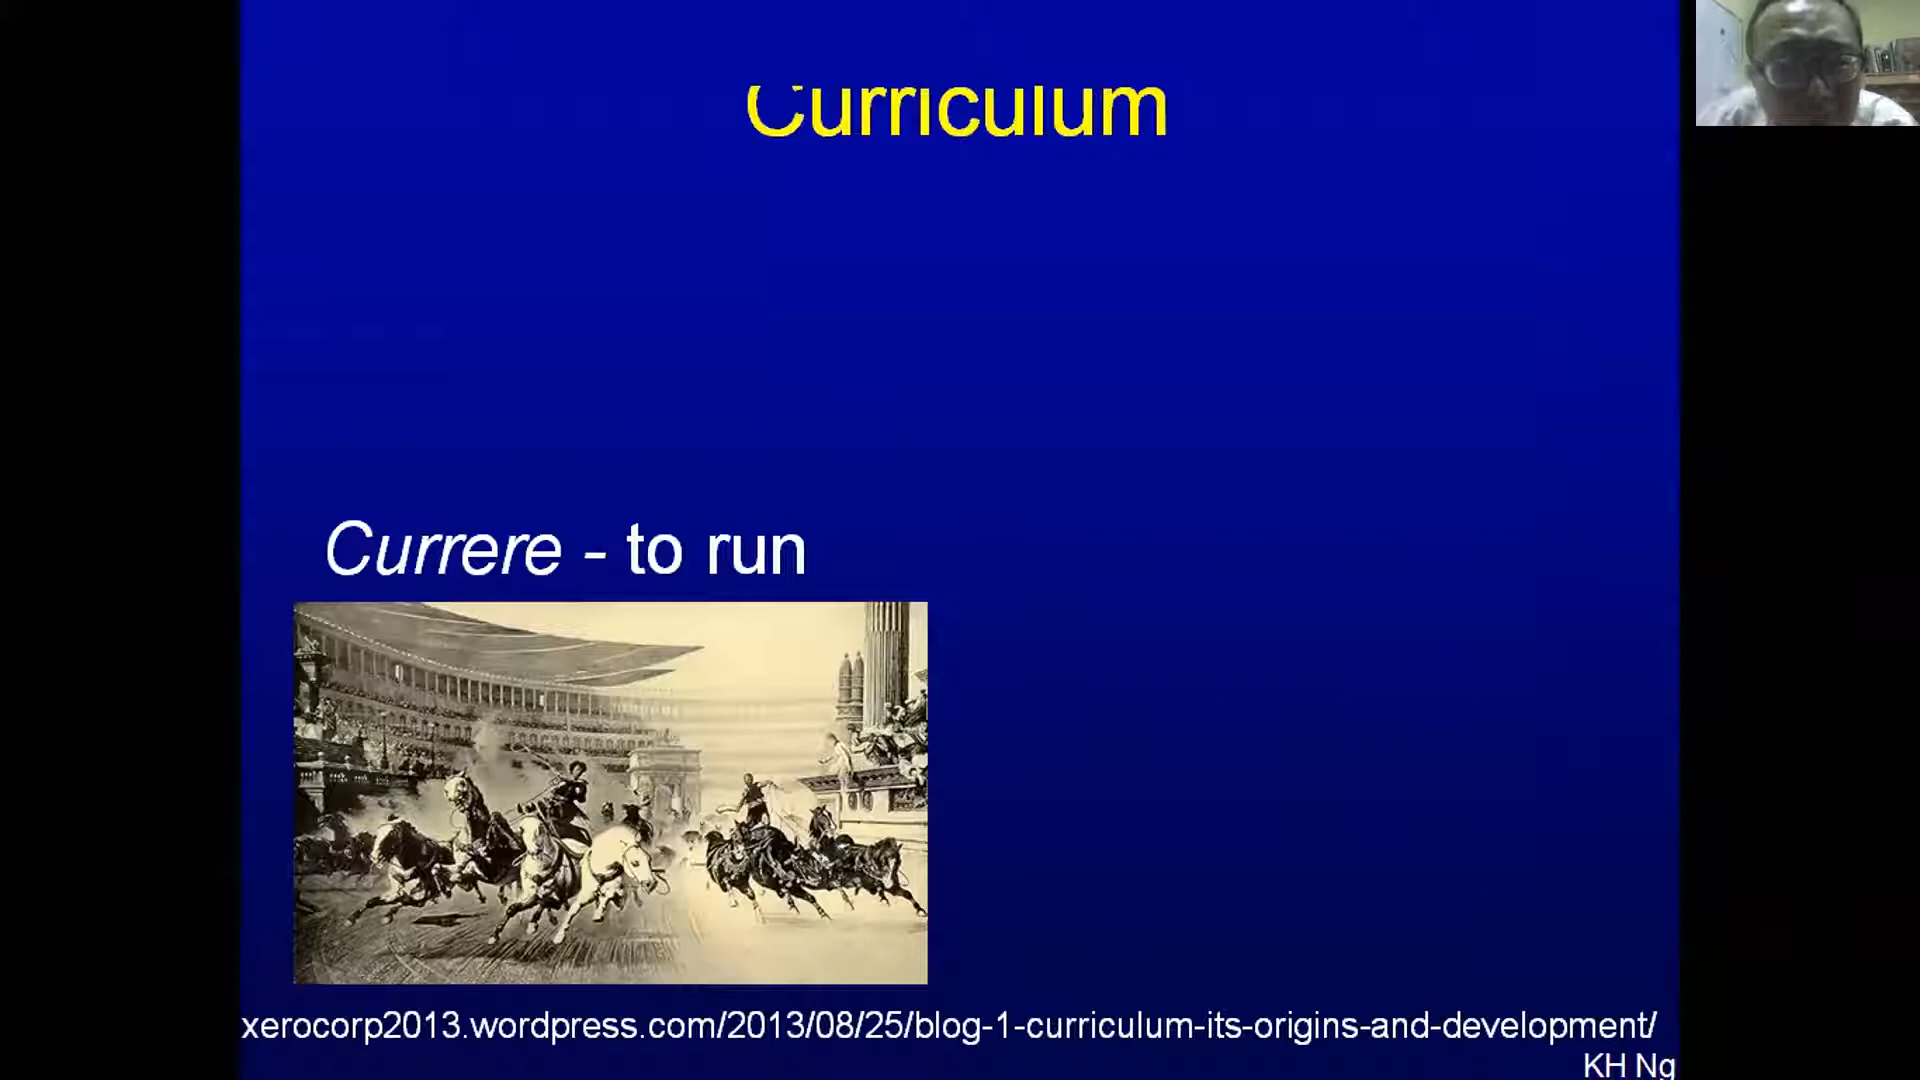 Curriculum
Currere - to run
xerocorp2013.wordpress.com/2013/08/25/blog-1-curriculum-its-origins-and-development/
KH Ng